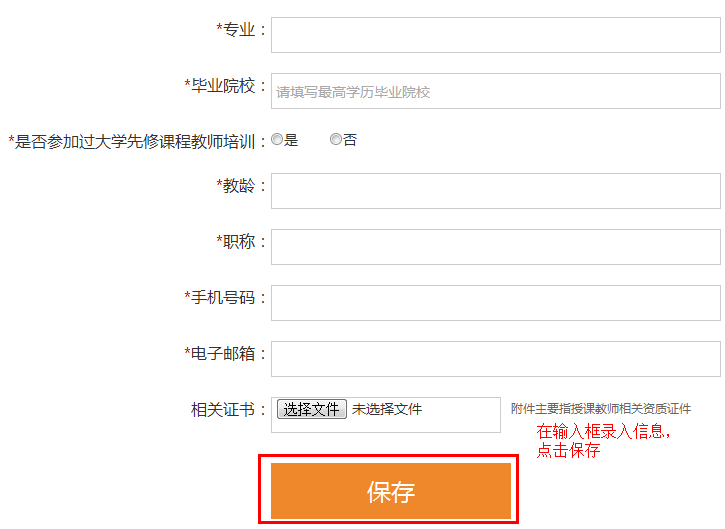 *专业：
*毕业院校： 请填写最高学历毕业院校
*是否参加过大学先修课程教师培训： 是 否
*教龄：
*职称：
*手机号码：
*电子邮箱：
相关证书： 选择文件 未选择文件 附件主要指授课教师相关资质证件
在输入框录入信息，
点击保存
保存